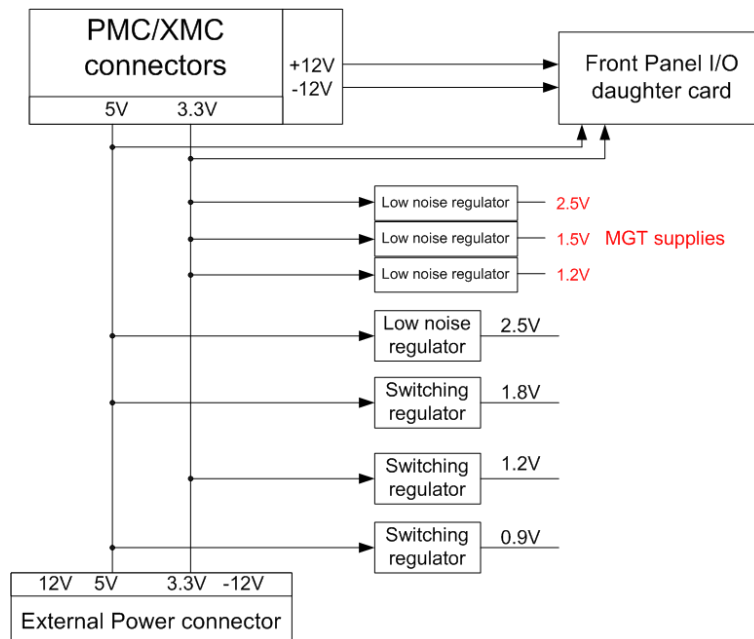 PMC/XMC
connectors
+12V
-12V
5V 3.3V
Front Panel I/O
daughter card
Low noise regulator 2.5V
Low noise regulator 1.5V MGT supplies
Low noise regulator 1.2V
Low noise
regulator
2.5V
Switching
regulator
1.8V
Switching
regulator
1.2V
Switching
regulator
0.9V
12V 5V 3.3V -12V
External Power connector